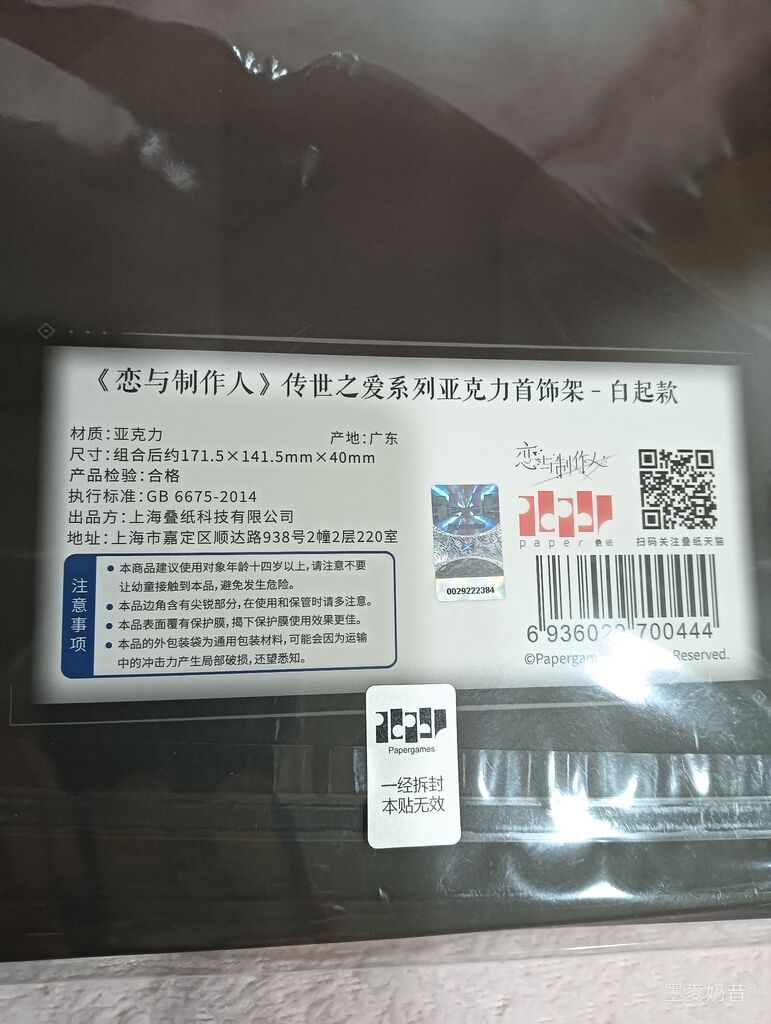 《恋与制作人》传世之爱系列亚克力首饰架-白起款
材质:亚克力
产地:广东
尺寸:组合后约171.5×141.5mm×40mm
产品检验:合格
执行标准:GB 6675-2014
出品方:上海叠纸科技有限公司
地址:上海市嘉定区顺达路938号2幢2层220室
注意事项
• 本商品建议使用对象年龄十四岁以上,请注意不要
让幼童接触到本品,避免发生危险。
• 本品边角含有尖锐部分,在使用和保管时请多注意。
• 本品表面覆有保护膜,揭下保护膜使用效果更佳。
• 本品的外包装袋为通用包装材料,可能会因为运输
中的冲击力产生局部破损,还望悉知。
0029222384
恋与制作人
paper
paper 叠纸
扫码关注叠纸天猫
6 93602 700444
©Papergam Reserved.
paper
Papergames
一经拆封
本贴无效
墨麥奶昔